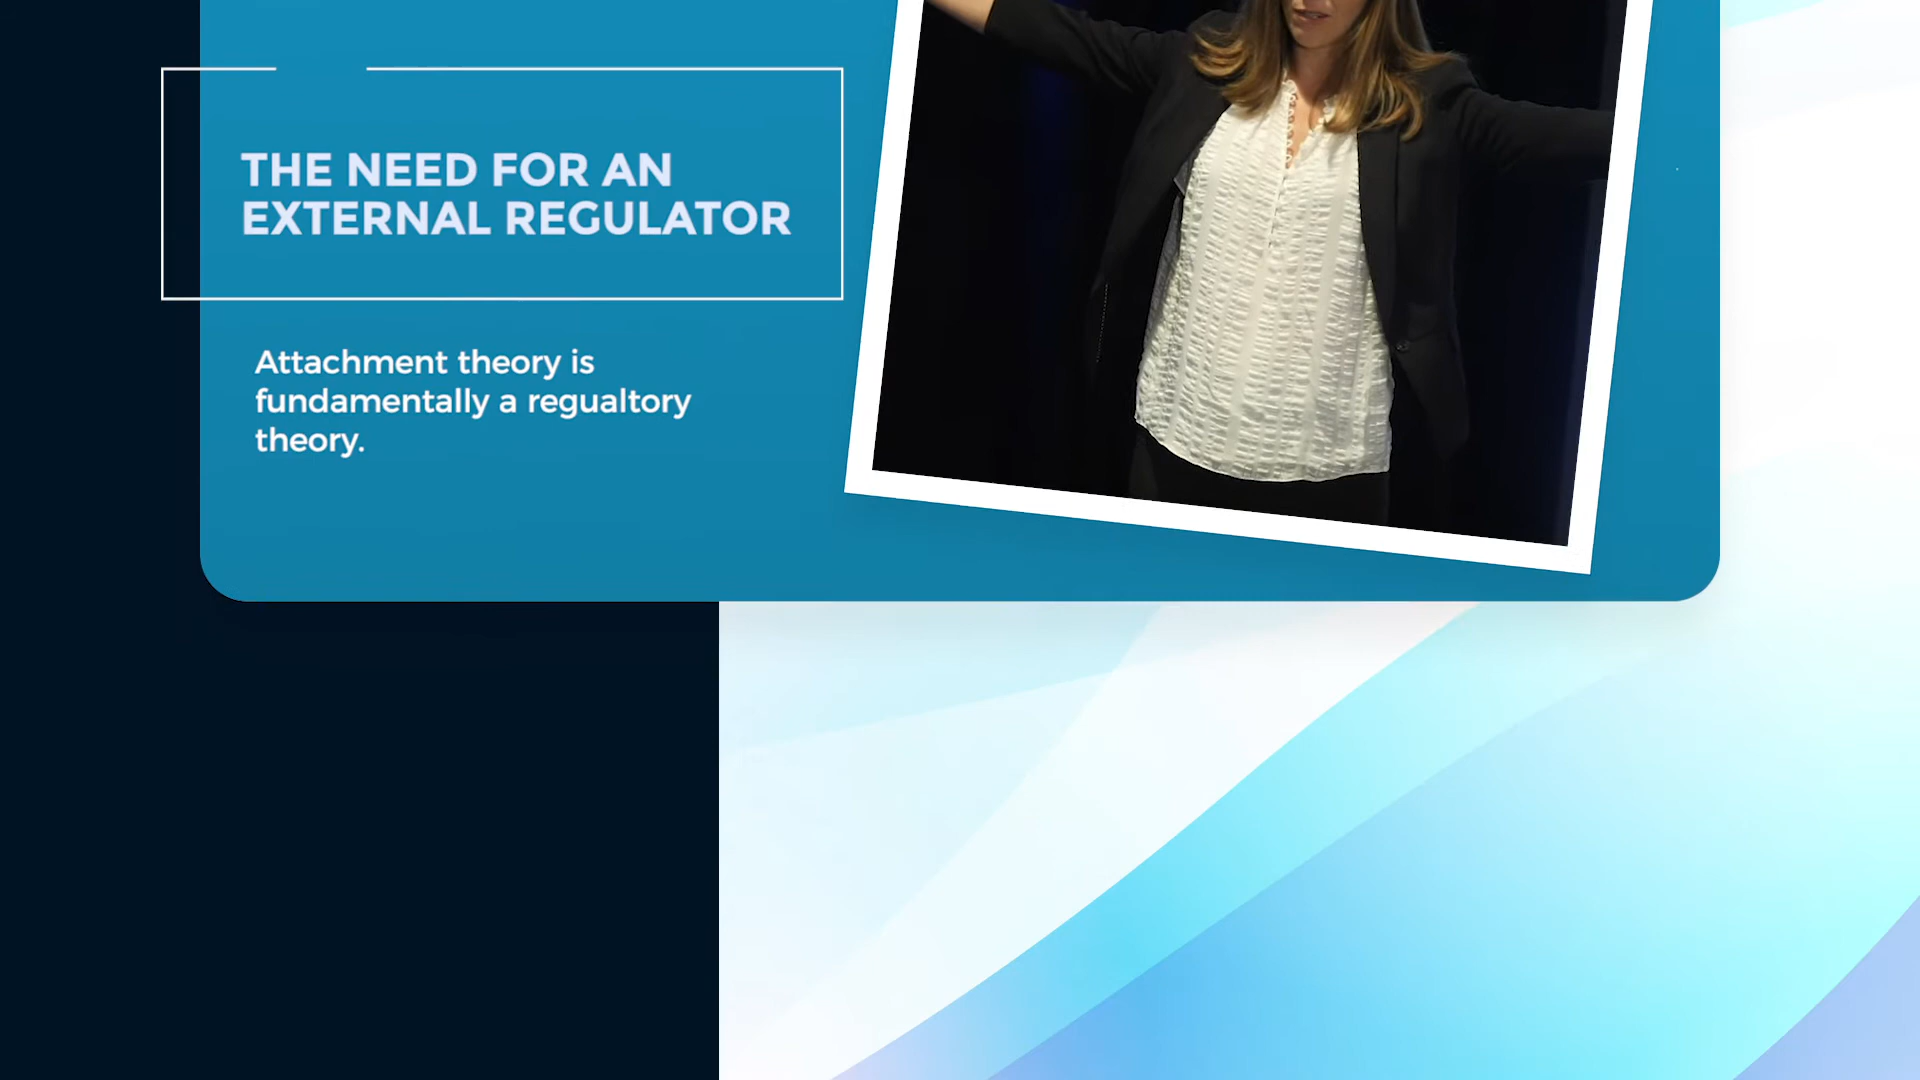 THE NEED FOR AN
EXTERNAL REGULATOR
Attachment theory is
fundamentally a regualtory
theory.